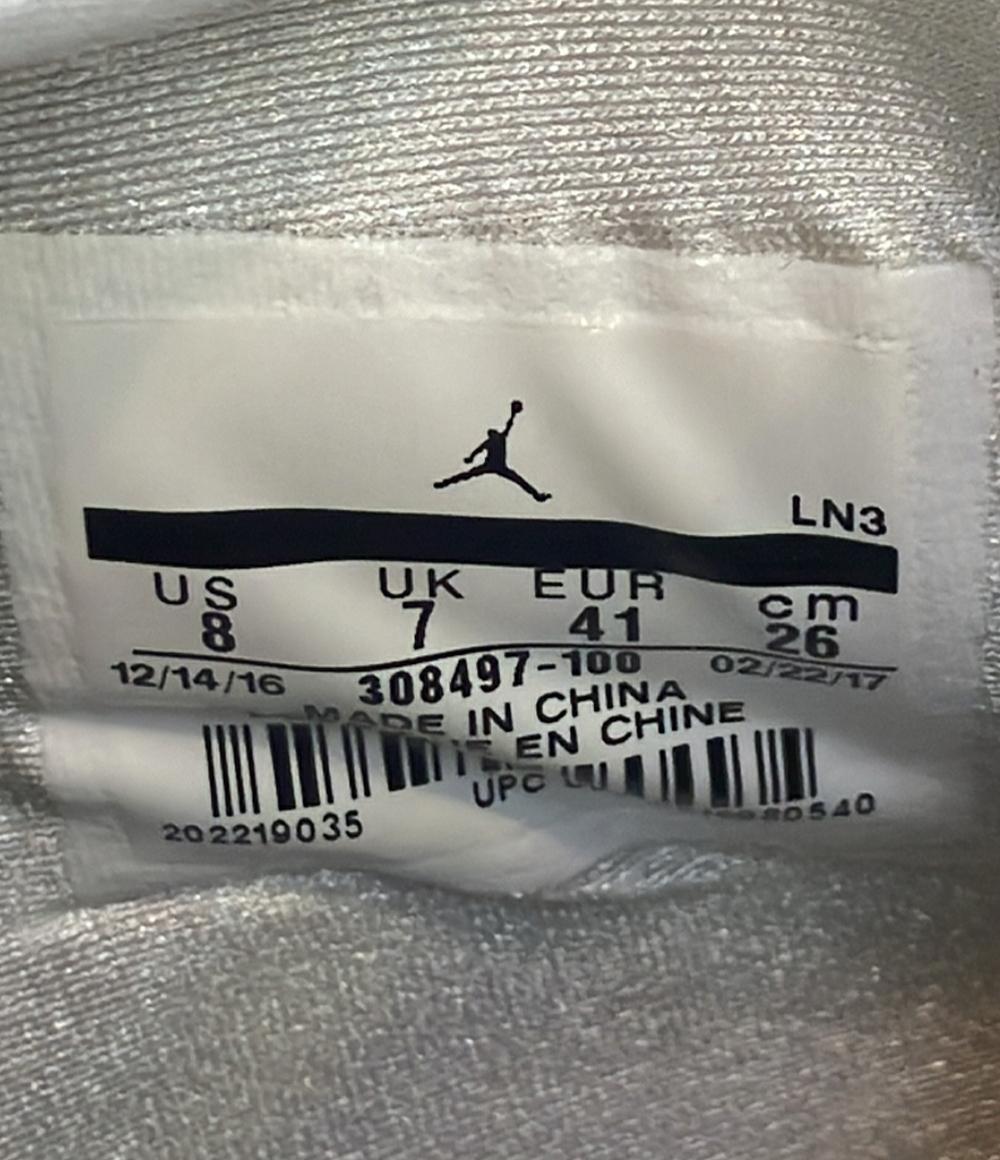 LN3
US UK EUR cm
8 7 41 26
12/14/16 308497-100 02/22/17
MADE IN CHINA
EN CHINE
UPC
202219035 80540